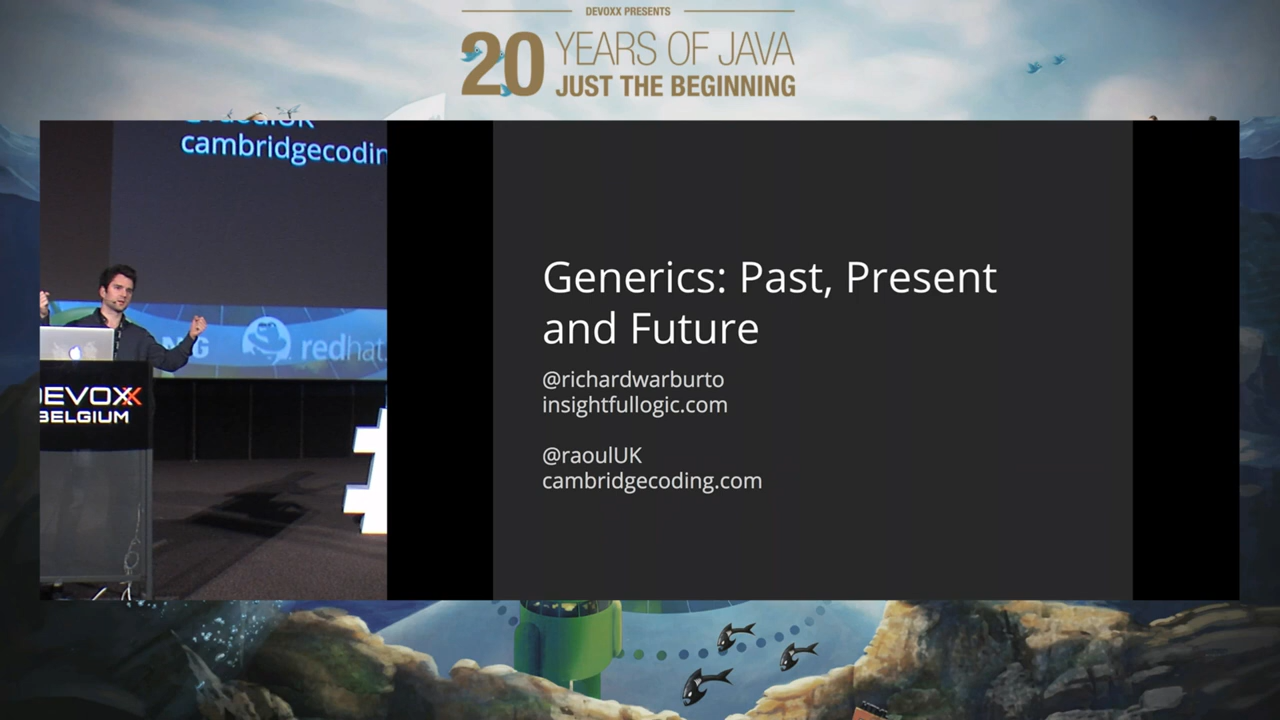 DEVOXX PRESENTS
20 YEARS OF JAVA
JUST THE BEGINNING
cambridgecodin
redhat.
DEVOXX
BELGIUM
Generics: Past, Present
and Future
@richardwarburto
insightfullogic.com
@raoulUK
cambridgecoding.com